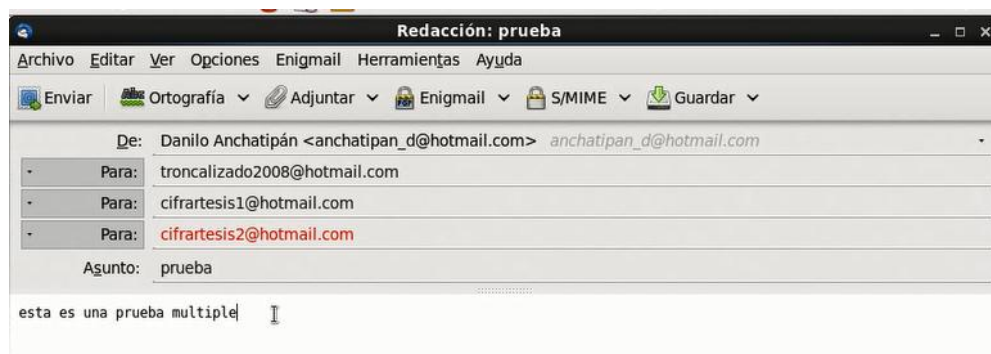 Redacción: prueba
Archivo Editar Ver Opciones Enigmail Herramientas Ayuda
Enviar Abc Ortografía Adjuntar Enigmail S/MIME Guardar
De: Danilo Anchatipán <anchatipan_d@hotmail.com> anchatipan_d@hotmail.com
Para: troncalizado2008@hotmail.com
Para: cifrartesis1@hotmail.com
Para: cifrartesis2@hotmail.com
Asunto: prueba
esta es una prueba multiple